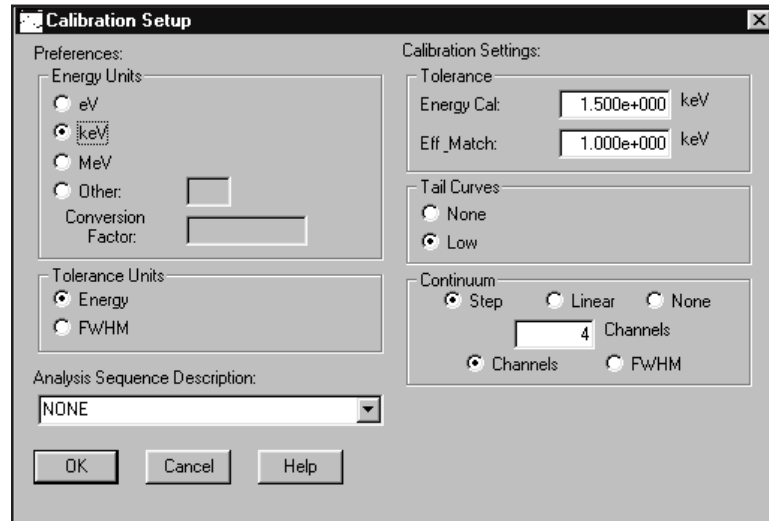 Calibration Setup
Preferences:
Energy Units
eV
keV
MeV
Other:
Conversion
Factor:
Tolerance Units
Energy
FWHM
Analysis Sequence Description:
NONE
OK Cancel Help
Calibration Settings:
Tolerance
Energy Cal: 1.500e+000 keV
Eff_Match: 1.000e+000 keV
Tail Curves
None
Low
Continuum
Step Linear None
4 Channels
Channels FWHM